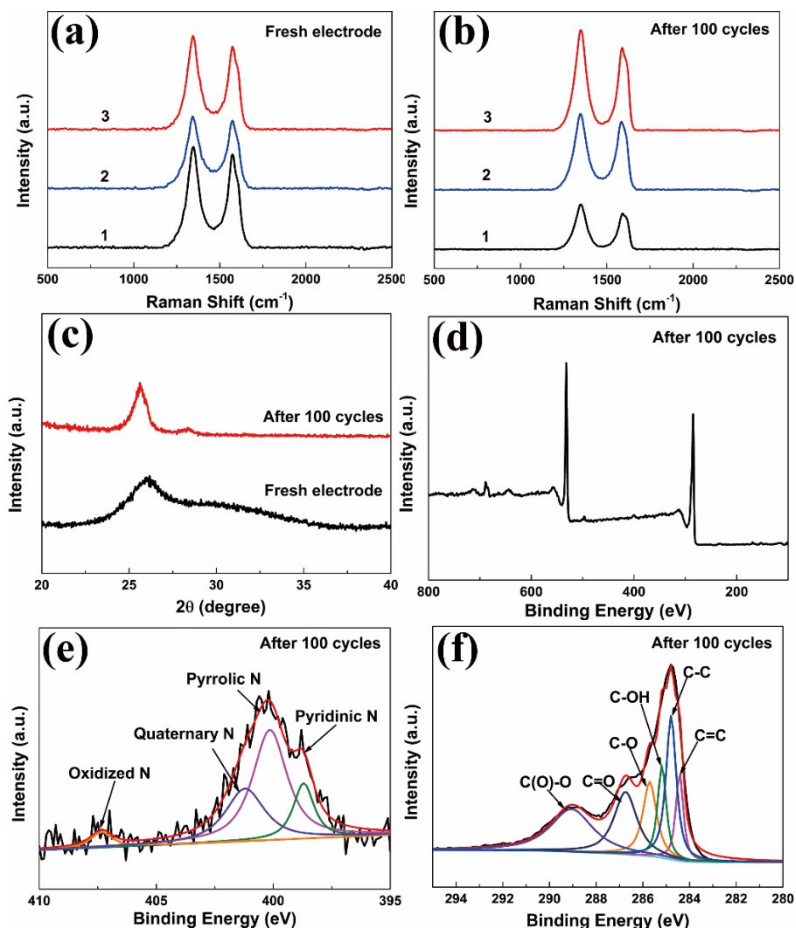 (a)
Fresh electrode
3
2
1
Intensity (a.u.)
500 1000 1500 2000 2500
Raman Shift (cm⁻¹)
(b)
After 100 cycles
3
2
1
Intensity (a.u.)
500 1000 1500 2000 2500
Raman Shift (cm⁻¹)
(c)
After 100 cycles
Fresh electrode
Intensity (a.u.)
20 25 30 35 40
2θ (degree)
(d)
After 100 cycles
Intensity (a.u.)
800 600 400 200
Binding Energy (eV)
(e)
After 100 cycles
Pyrrolic N
Quaternary N
Pyridinic N
Oxidized N
Intensity (a.u.)
410 405 400 395
Binding Energy (eV)
(f)
After 100 cycles
C-C
C-OH
C-O
C=C
C(O)-O
C=O
Intensity (a.u.)
294 292 290 288 286 284 282 280
Binding Energy (eV)